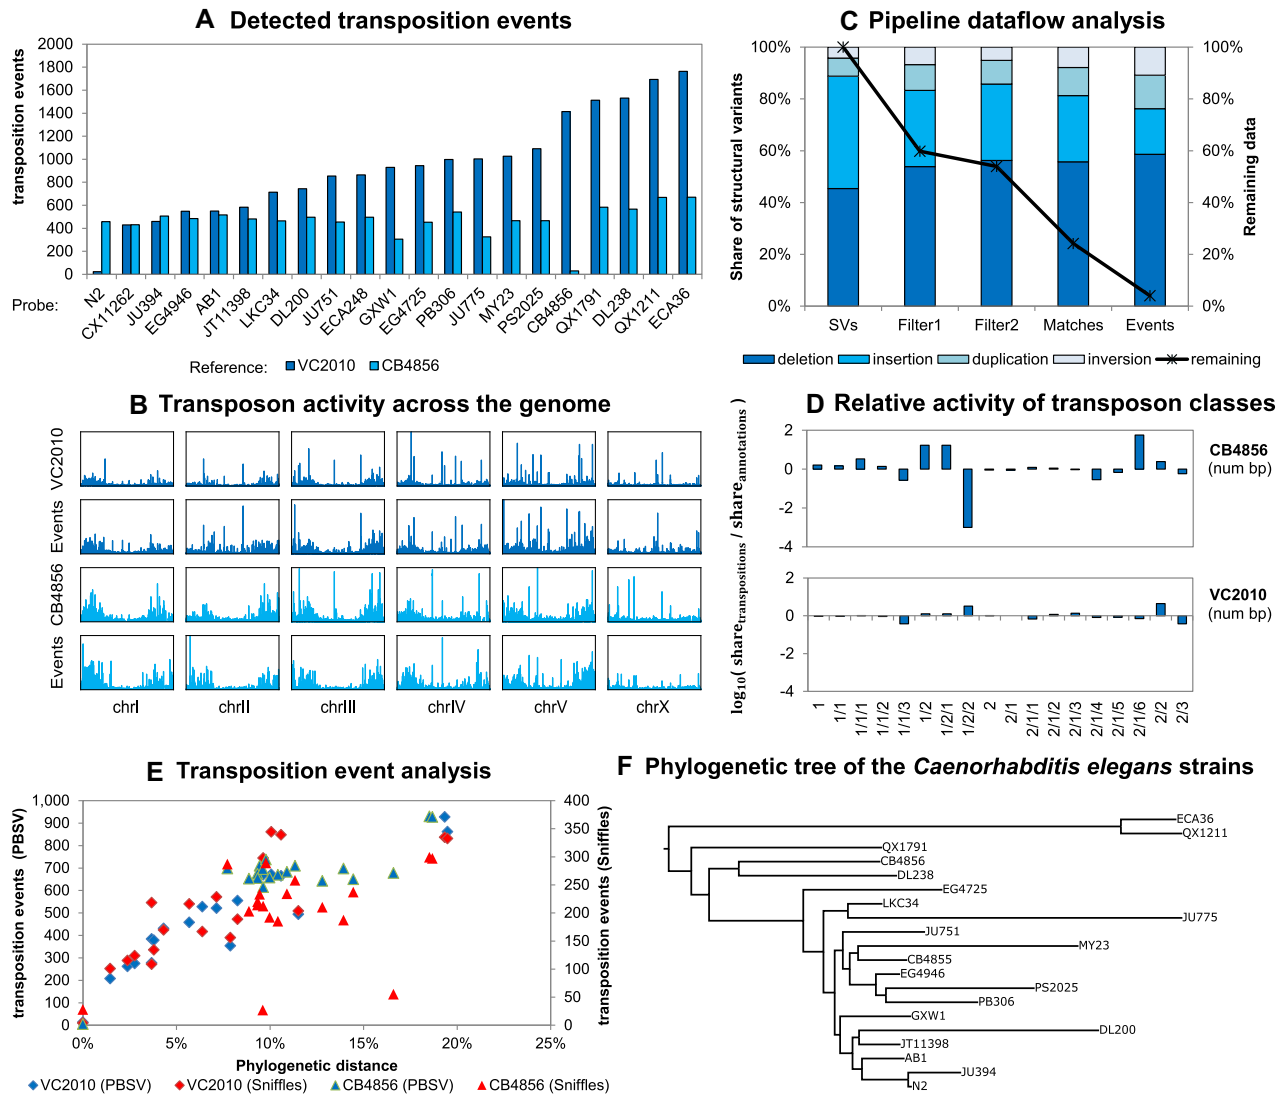 A Detected transposition events
transposition events
2000
1800
1600
1400
1200
1000
800
600
400
200
0
Probe:
N2
CX11262
JU394
EG4946
AB1
JT11398
LKC34
DL200
JU751
ECA248
GXW1
EG4725
PB306
JU775
MY23
PS2025
CB4856
QX1791
DL238
QX1211
ECA36
Reference: VC2010 CB4856
C Pipeline dataflow analysis
Share of structural variants
100%
80%
60%
40%
20%
0%
100%
80%
60%
40%
20%
0%
Remaining data
SVs Filter1 Filter2 Matches Events
deletion insertion duplication inversion remaining
B Transposon activity across the genome
VC2010
Events
CB4856
Events
chrI chrII chrIII chrIV chrV chrX
D Relative activity of transposon classes
log10( share transpositions / share annotations )
2
0
-2
-4
CB4856
(num bp)
2
0
-2
-4
VC2010
(num bp)
1
1/1
1/1/1
1/1/2
1/1/3
1/2
1/2/1
1/2/2
2
2/1
2/1/1
2/1/2
2/1/3
2/1/4
2/1/5
2/1/6
2/2
2/3
E Transposition event analysis
transposition events (PBSV)
1,000
900
800
700
600
500
400
300
200
100
0
400
350
300
250
200
150
100
50
0
transposition events (Sniffles)
0% 5% 10% 15% 20% 25%
Phylogenetic distance
VC2010 (PBSV) VC2010 (Sniffles) CB4856 (PBSV) CB4856 (Sniffles)
F Phylogenetic tree of the Caenorhabditis elegans strains
ECA36
QX1211
QX1791
CB4856
DL238
EG4725
LKC34
JU775
JU751
MY23
CB4855
EG4946
PS2025
PB306
GXW1
DL200
JT11398
AB1
JU394
N2